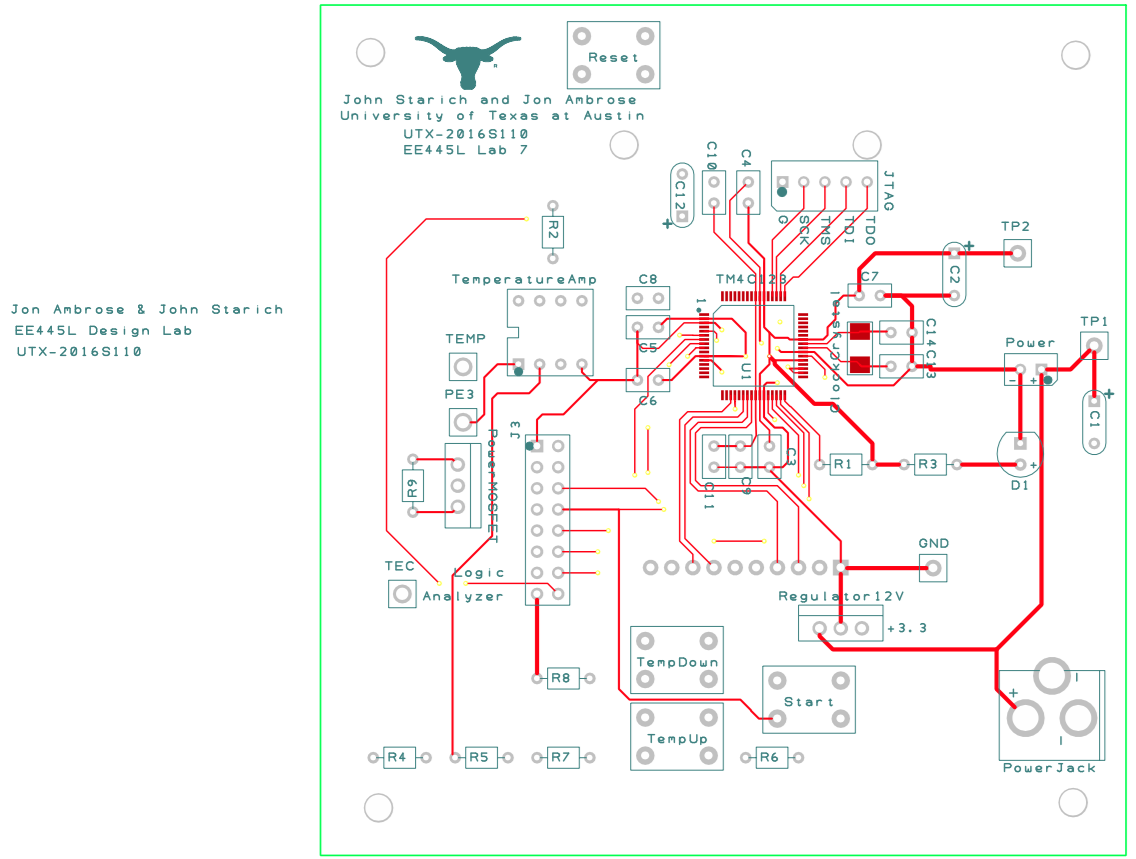 Reset
John Starich and Jon Ambrose
University of Texas at Austin
UTX-2016S110
EE445L Lab 7
C10
C4
C12
+
JTAG
G
SCK
TMS
TDI
TDO
R2
TP2
+
C2
TemperatureAmp
C8
TM4C123
C7
1
Jon Ambrose & John Starich
EE445L Design Lab
UTX-2016S110
TEMP
C5
U1
C14
C13
Power
- +
TP1
PE3
C6
+
C1
J3
PowerMOSFET
R9
C3
C11
C9
R1
R3
+
D1
GND
TEC
Logic
Analyzer
Regulator12V
+3.3
TempDown
R8
Start
+
-
-
TempUp
R4
R5
R7
R6
PowerJack